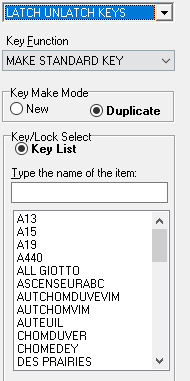 LATCH UNLATCH KEYS
Key Function
MAKE STANDARD KEY
Key Make Mode
New Duplicate
Key/Lock Select
Key List
Type the name of the item:
A13
A15
A19
A440
ALL GIOTTO
ASCENSEURABC
AUTCHOMDUVEVIM
AUTCHOMVIM
AUTEUIL
CHOMDUVER
CHOMEDEY
DES PRAIRIES